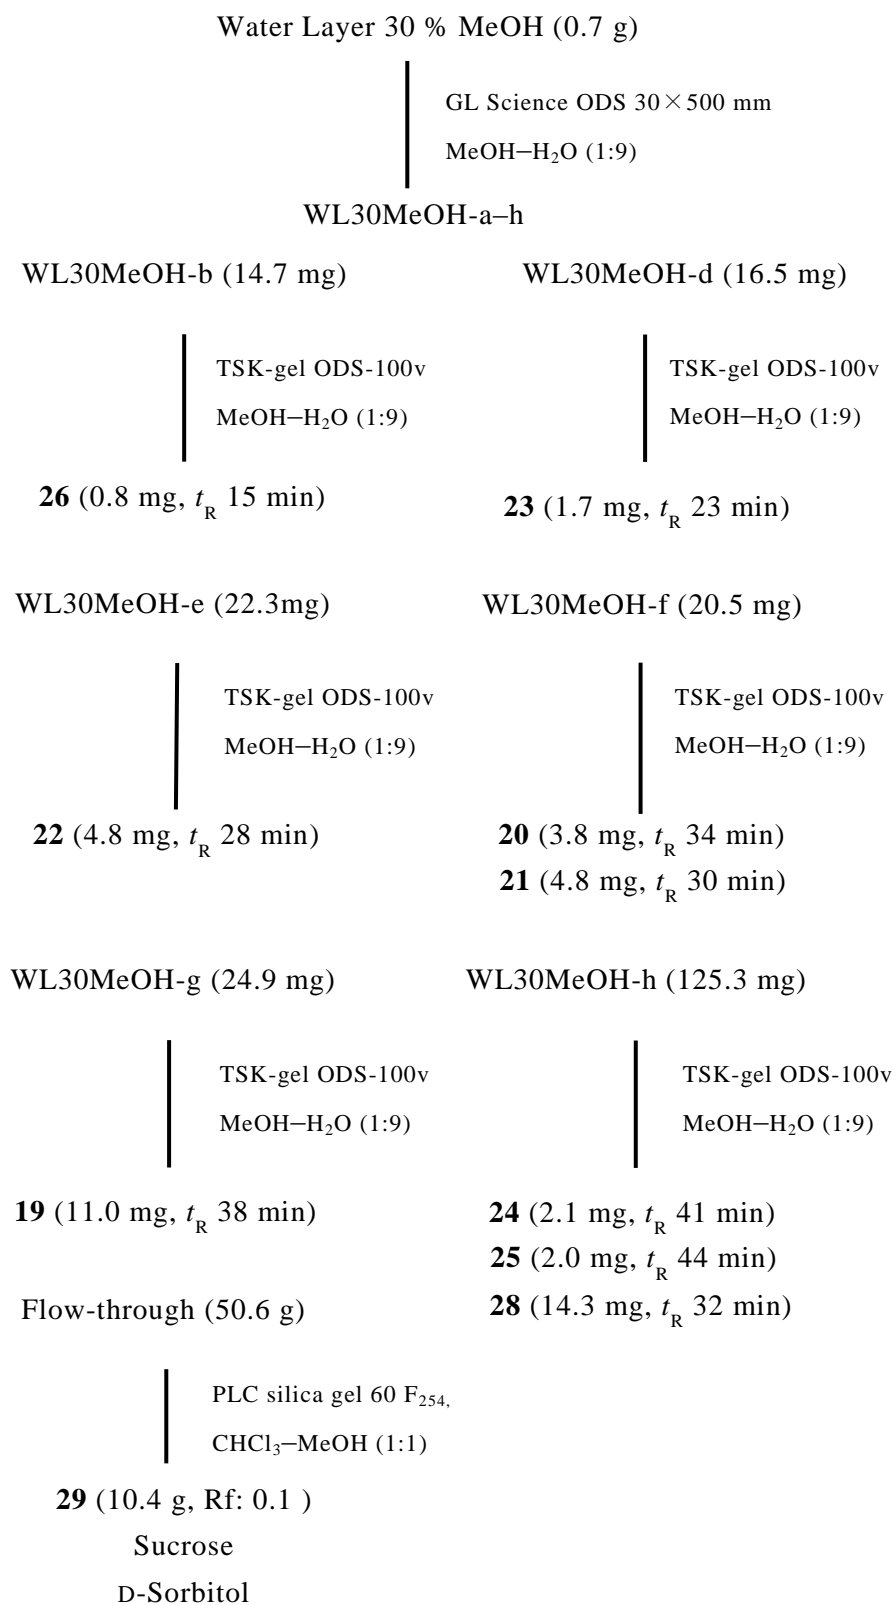 Water Layer 30 % MeOH (0.7 g)
GL Science ODS 30×500 mm
MeOH–H₂O (1:9)
WL30MeOH-a–h
WL30MeOH-b (14.7 mg)
TSK-gel ODS-100v
MeOH–H₂O (1:9)
26 (0.8 mg, tR 15 min)
WL30MeOH-d (16.5 mg)
TSK-gel ODS-100v
MeOH–H₂O (1:9)
23 (1.7 mg, tR 23 min)
WL30MeOH-e (22.3mg)
TSK-gel ODS-100v
MeOH–H₂O (1:9)
22 (4.8 mg, tR 28 min)
WL30MeOH-f (20.5 mg)
TSK-gel ODS-100v
MeOH–H₂O (1:9)
20 (3.8 mg, tR 34 min)
21 (4.8 mg, tR 30 min)
WL30MeOH-g (24.9 mg)
TSK-gel ODS-100v
MeOH–H₂O (1:9)
19 (11.0 mg, tR 38 min)
WL30MeOH-h (125.3 mg)
TSK-gel ODS-100v
MeOH–H₂O (1:9)
24 (2.1 mg, tR 41 min)
25 (2.0 mg, tR 44 min)
28 (14.3 mg, tR 32 min)
Flow-through (50.6 g)
PLC silica gel 60 F₂₅₄,
CHCl₃–MeOH (1:1)
29 (10.4 g, Rf: 0.1 )
Sucrose
D-Sorbitol